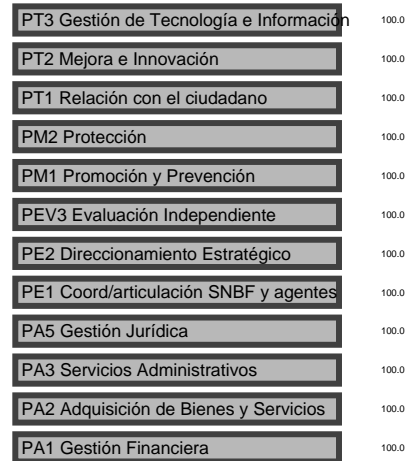 PT3 Gestión de Tecnología e Información 100.0
PT2 Mejora e Innovación 100.0
PT1 Relación con el ciudadano 100.0
PM2 Protección 100.0
PM1 Promoción y Prevención 100.0
PEV3 Evaluación Independiente 100.0
PE2 Direccionamiento Estratégico 100.0
PE1 Coord/articulación SNBF y agentes 100.0
PA5 Gestión Jurídica 100.0
PA3 Servicios Administrativos 100.0
PA2 Adquisición de Bienes y Servicios 100.0
PA1 Gestión Financiera 100.0